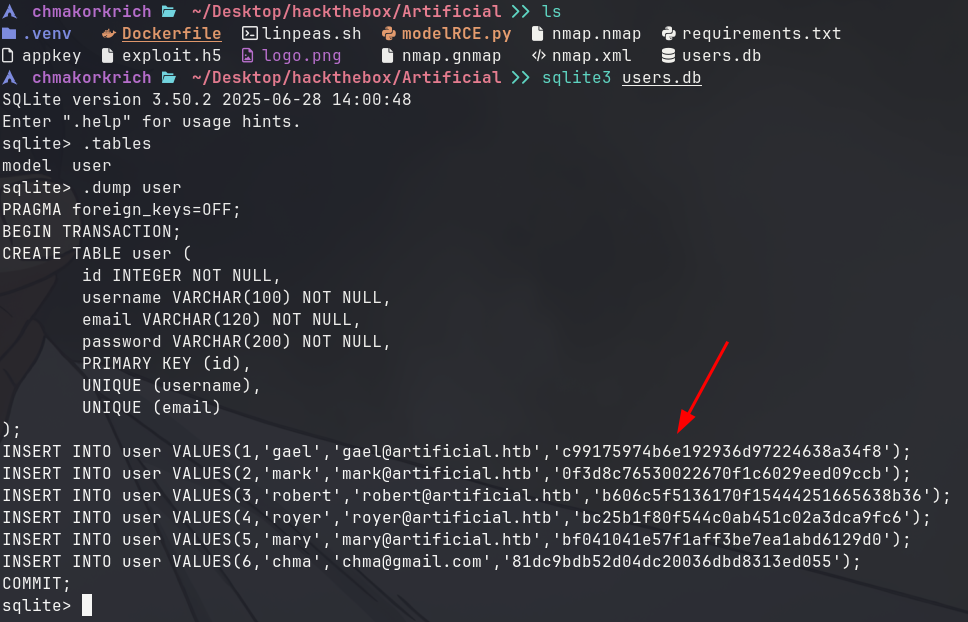 chmakorkrich ~/Desktop/hackthebox/Artificial >> ls
.venv Dockerfile linpeas.sh modelRCE.py nmap.nmap requirements.txt
appkey exploit.h5 logo.png nmap.gnmap nmap.xml users.db
chmakorkrich ~/Desktop/hackthebox/Artificial >> sqlite3 users.db
SQLite version 3.50.2 2025-06-28 14:00:48
Enter ".help" for usage hints.
sqlite> .tables
model  user
sqlite> .dump user
PRAGMA foreign_keys=OFF;
BEGIN TRANSACTION;
CREATE TABLE user (
        id INTEGER NOT NULL,
        username VARCHAR(100) NOT NULL,
        email VARCHAR(120) NOT NULL,
        password VARCHAR(200) NOT NULL,
        PRIMARY KEY (id),
        UNIQUE (username),
        UNIQUE (email)
);
INSERT INTO user VALUES(1,'gael','gael@artificial.htb','c99175974b6e192936d97224638a34f8');
INSERT INTO user VALUES(2,'mark','mark@artificial.htb','0f3d8c76530022670f1c6029eed09ccb');
INSERT INTO user VALUES(3,'robert','robert@artificial.htb','b606c5f5136170f15444251665638b36');
INSERT INTO user VALUES(4,'royer','royer@artificial.htb','bc25b1f80f544c0ab451c02a3dca9fc6');
INSERT INTO user VALUES(5,'mary','mary@artificial.htb','bf041041e57f1aff3be7ea1abd6129d0');
INSERT INTO user VALUES(6,'chma','chma@gmail.com','81dc9bdb52d04dc20036dbd8313ed055');
COMMIT;
sqlite>